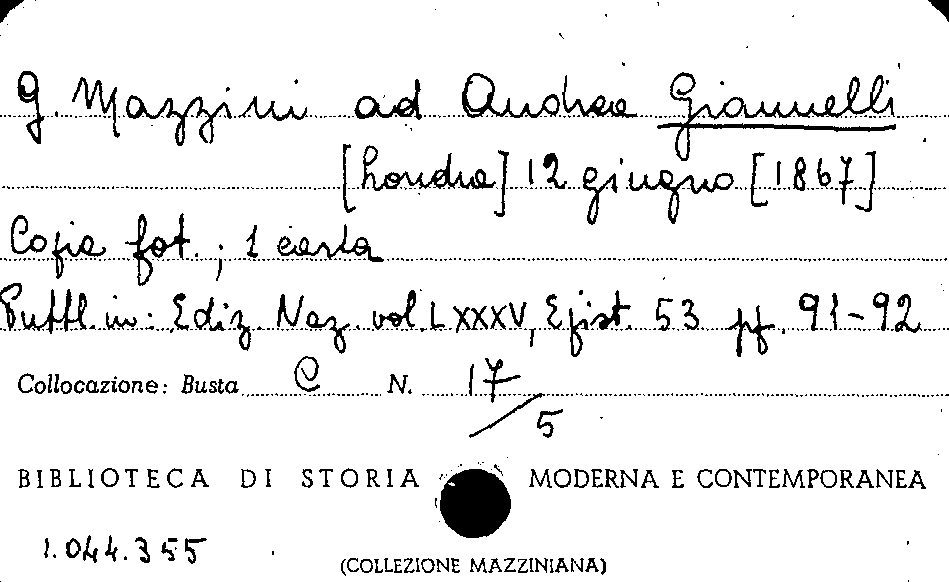 G. Mazzini ad Andrea Giannelli
[Londra] 12 giugno [1867]
Copia fot. ; 1 carta
Pubbl. in: Ediz. Naz. vol. LXXXV, Epist. 53 pp. 91-92
Collocazione: Busta C N. 17/5
BIBLIOTECA DI STORIA MODERNA E CONTEMPORANEA
1.044.355
(COLLEZIONE MAZZINIANA)